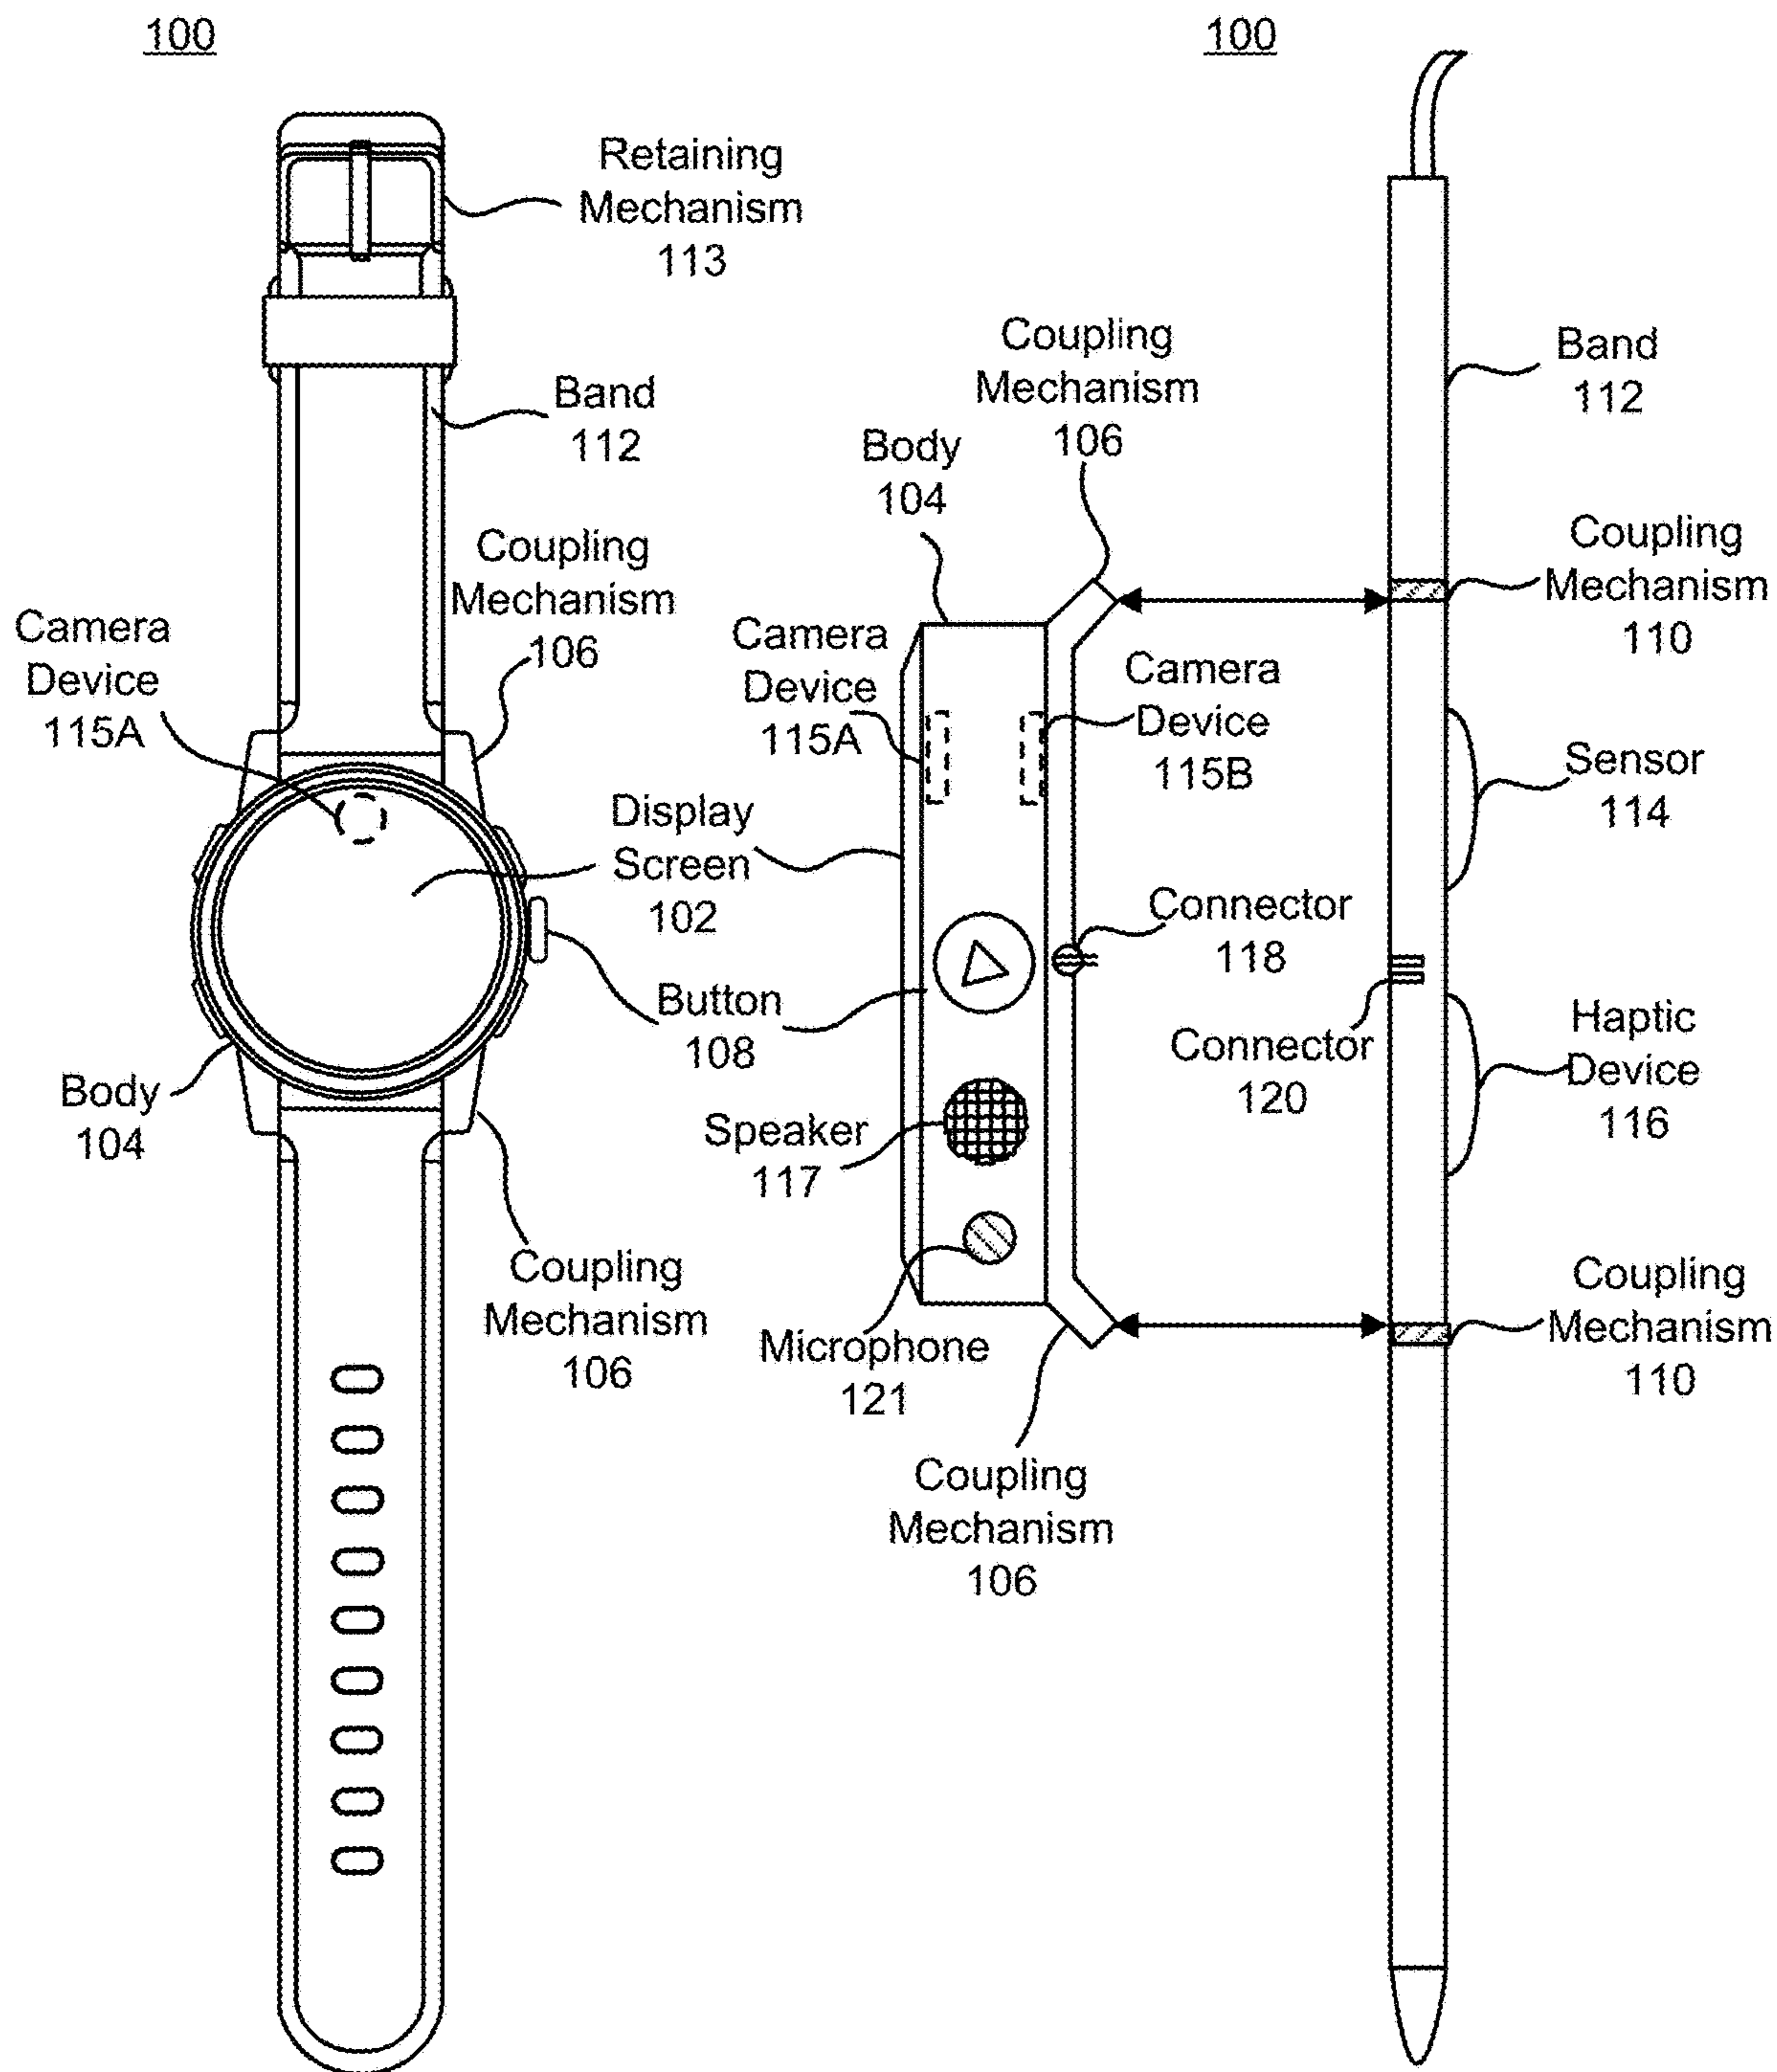 100
100
Retaining
Mechanism
113
Band
112
Coupling
Mechanism
106
Camera
Device
115A
Display
Screen
102
Button
108
Body
104
Coupling
Mechanism
106
Coupling
Mechanism
106
Body
104
Camera
Device
115A
Camera
Device
115B
Connector
118
Speaker
117
Microphone
121
Coupling
Mechanism
106
Band
112
Coupling
Mechanism
110
Sensor
114
Connector
120
Haptic
Device
116
Coupling
Mechanism
110